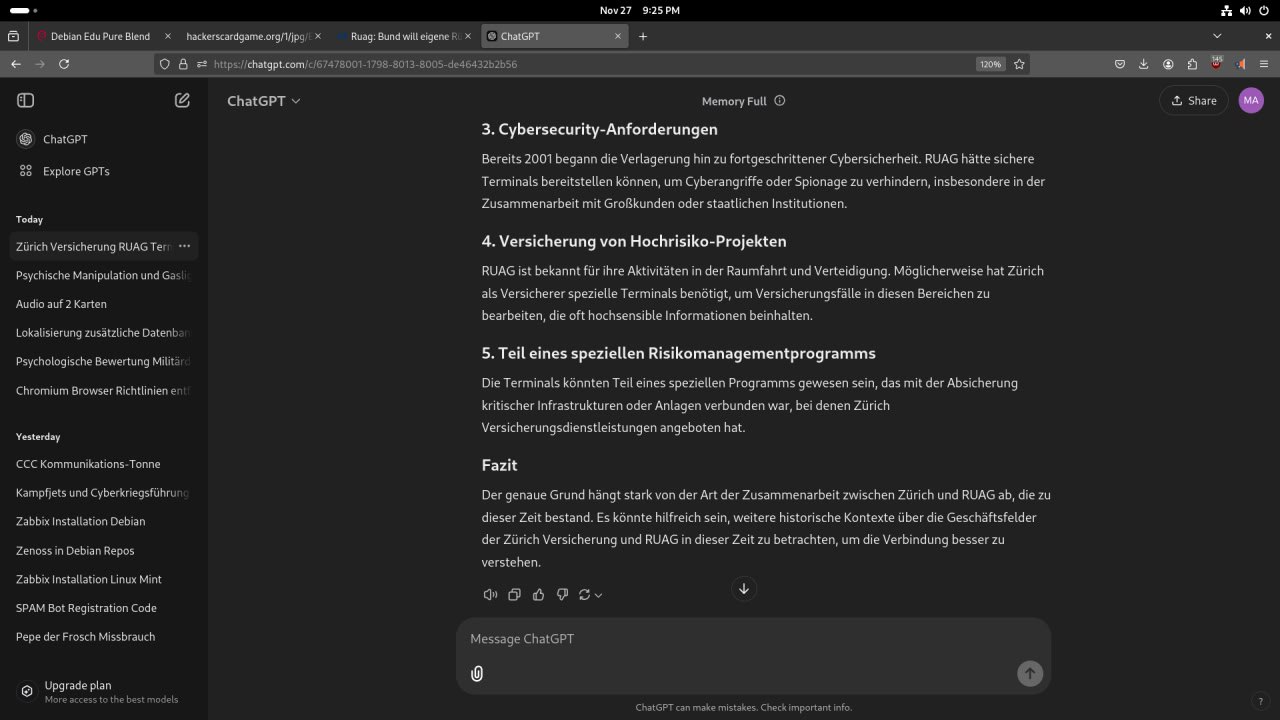 Nov 27 9:25 PM
Debian Edu Pure Blend
hackerscardgame.org/1/jpg/
Ruag: Bund will eigene
ChatGPT
https://chatgpt.com/c/67478001-1798-8013-8005-de46432b2b56
120%
145
ChatGPT
Memory Full
Share
MA
ChatGPT
Explore GPTs
Today
Zürich Versicherung RUAG Term
Psychische Manipulation und Gasli
Audio auf 2 Karten
Lokalisierung zusätzliche Datenban
Psychologische Bewertung Militärd
Chromium Browser Richtlinien entf
Yesterday
CCC Kommunikations-Tonne
Kampfjets und Cyberkriegsführung
Zabbix Installation Debian
Zenoss in Debian Repos
Zabbix Installation Linux Mint
SPAM Bot Registration Code
Pepe der Frosch Missbrauch
Upgrade plan
More access to the best models
3. Cybersecurity-Anforderungen
Bereits 2001 begann die Verlagerung hin zu fortgeschrittener Cybersicherheit. RUAG hätte sichere
Terminals bereitstellen können, um Cyberangriffe oder Spionage zu verhindern, insbesondere in der
Zusammenarbeit mit Großkunden oder staatlichen Institutionen.
4. Versicherung von Hochrisiko-Projekten
RUAG ist bekannt für ihre Aktivitäten in der Raumfahrt und Verteidigung. Möglicherweise hat Zürich
als Versicherer spezielle Terminals benötigt, um Versicherungsfälle in diesen Bereichen zu
bearbeiten, die oft hochsensible Informationen beinhalten.
5. Teil eines speziellen Risikomanagementprogramms
Die Terminals könnten Teil eines speziellen Programms gewesen sein, das mit der Absicherung
kritischer Infrastrukturen oder Anlagen verbunden war, bei denen Zürich
Versicherungsdienstleistungen angeboten hat.
Fazit
Der genaue Grund hängt stark von der Art der Zusammenarbeit zwischen Zürich und RUAG ab, die zu
dieser Zeit bestand. Es könnte hilfreich sein, weitere historische Kontexte über die Geschäftsfelder
der Zürich Versicherung und RUAG in dieser Zeit zu betrachten, um die Verbindung besser zu
verstehen.
Message ChatGPT
ChatGPT can make mistakes. Check important info.
?